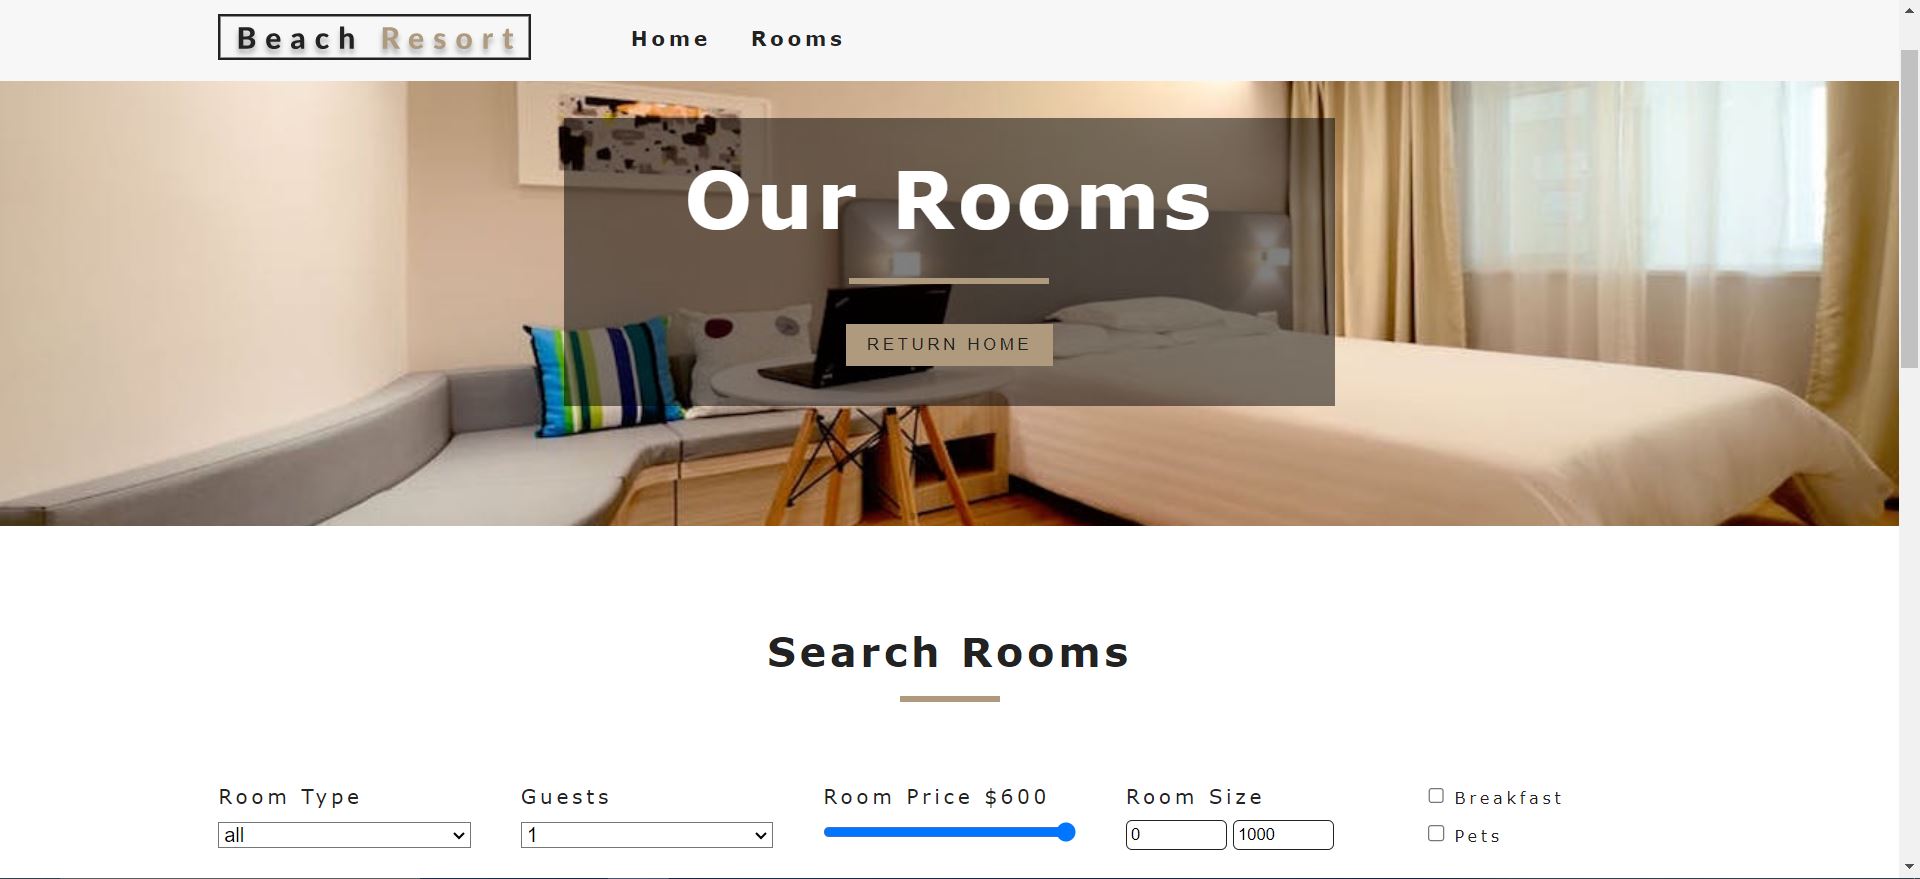 Beach Resort
Home
Rooms
Our Rooms
RETURN HOME
Search Rooms
Room Type
Guests
Room Price $600
Room Size
Breakfast
all
1
0
1000
Pets